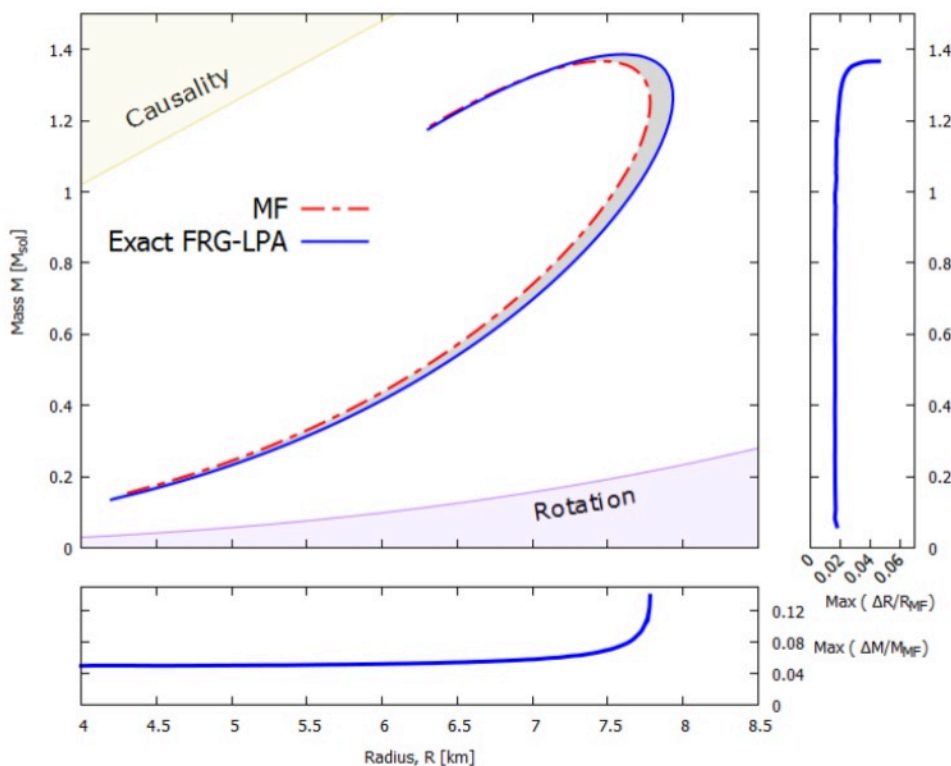 1.4
1.4
Causality
1.2
1.2
1
1
MF
Exact FRG-LPA
0.8
0.8
Mass M [Msol]
0.6
0.6
0.4
0.4
0.2
0.2
Rotation
0
0
0 0.02 0.04 0.06
Max ( ΔR/RMF)
0.12
0.08
Max ( ΔM/MMF)
0.04
0
4 4.5 5 5.5 6 6.5 7 7.5 8 8.5
Radius, R [km]